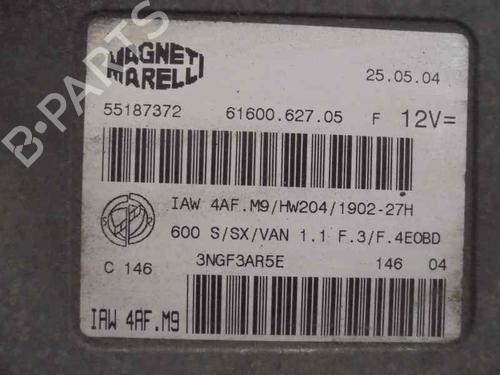 MAGNETI
MARELLI
25.05.04
55187372 61600.627.05 F 12V=
IAW 4AF.M9/HW204/1902-27H
600 S/SX/VAN 1.1 F.3/F.4EOBD
C 146 3NGF3AR5E 146 04
IAW 4AF.M9